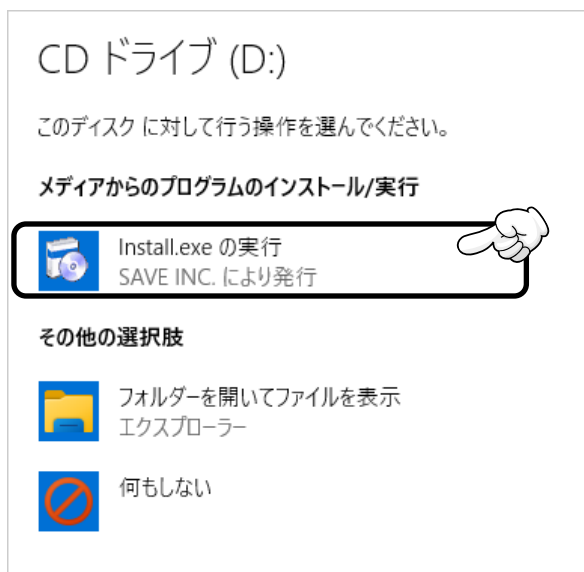 CD ドライブ (D:)
このディスク に対して行う操作を選んでください。
メディアからのプログラムのインストール/実行
Install.exe の実行
SAVE INC. により発行
その他の選択肢
フォルダーを開いてファイルを表示
エクスプローラー
何もしない